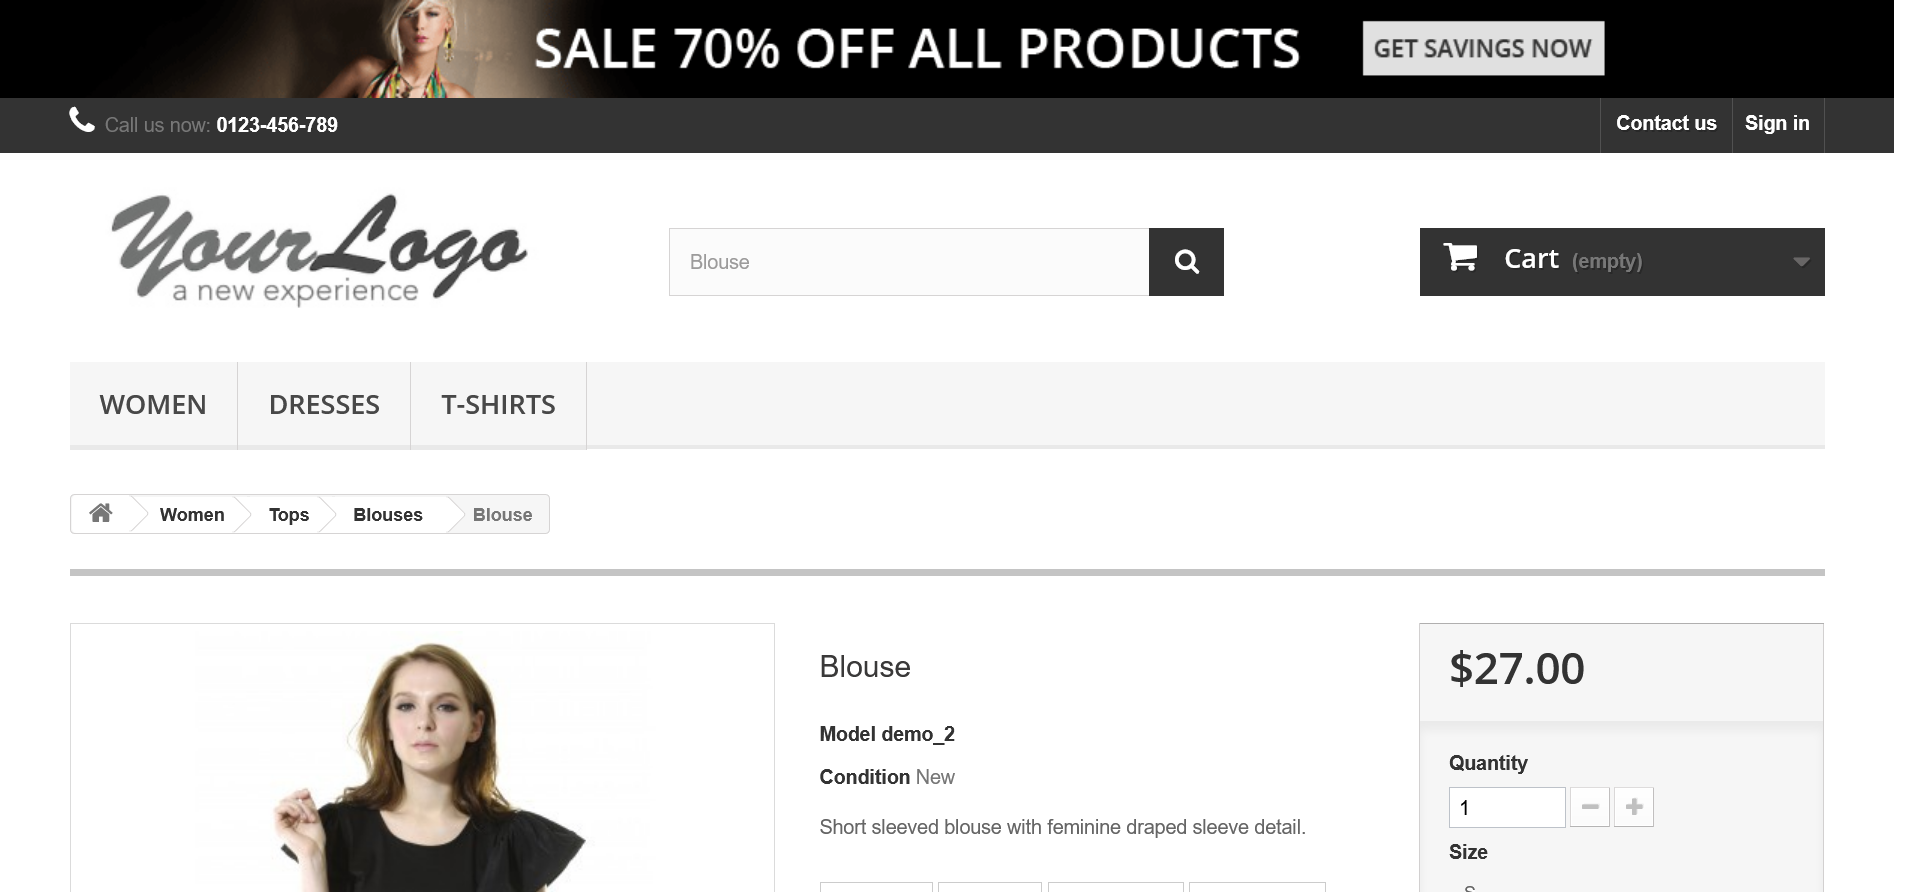 SALE 70% OFF ALL PRODUCTS GET SAVINGS NOW
Call us now: 0123-456-789 Contact us Sign in
Your Logo
a new experience
Blouse
Cart (empty)
WOMEN DRESSES T-SHIRTS
Women Tops Blouses Blouse
Blouse
Model demo_2
Condition New
Short sleeved blouse with feminine draped sleeve detail.
$27.00
Quantity
1
Size